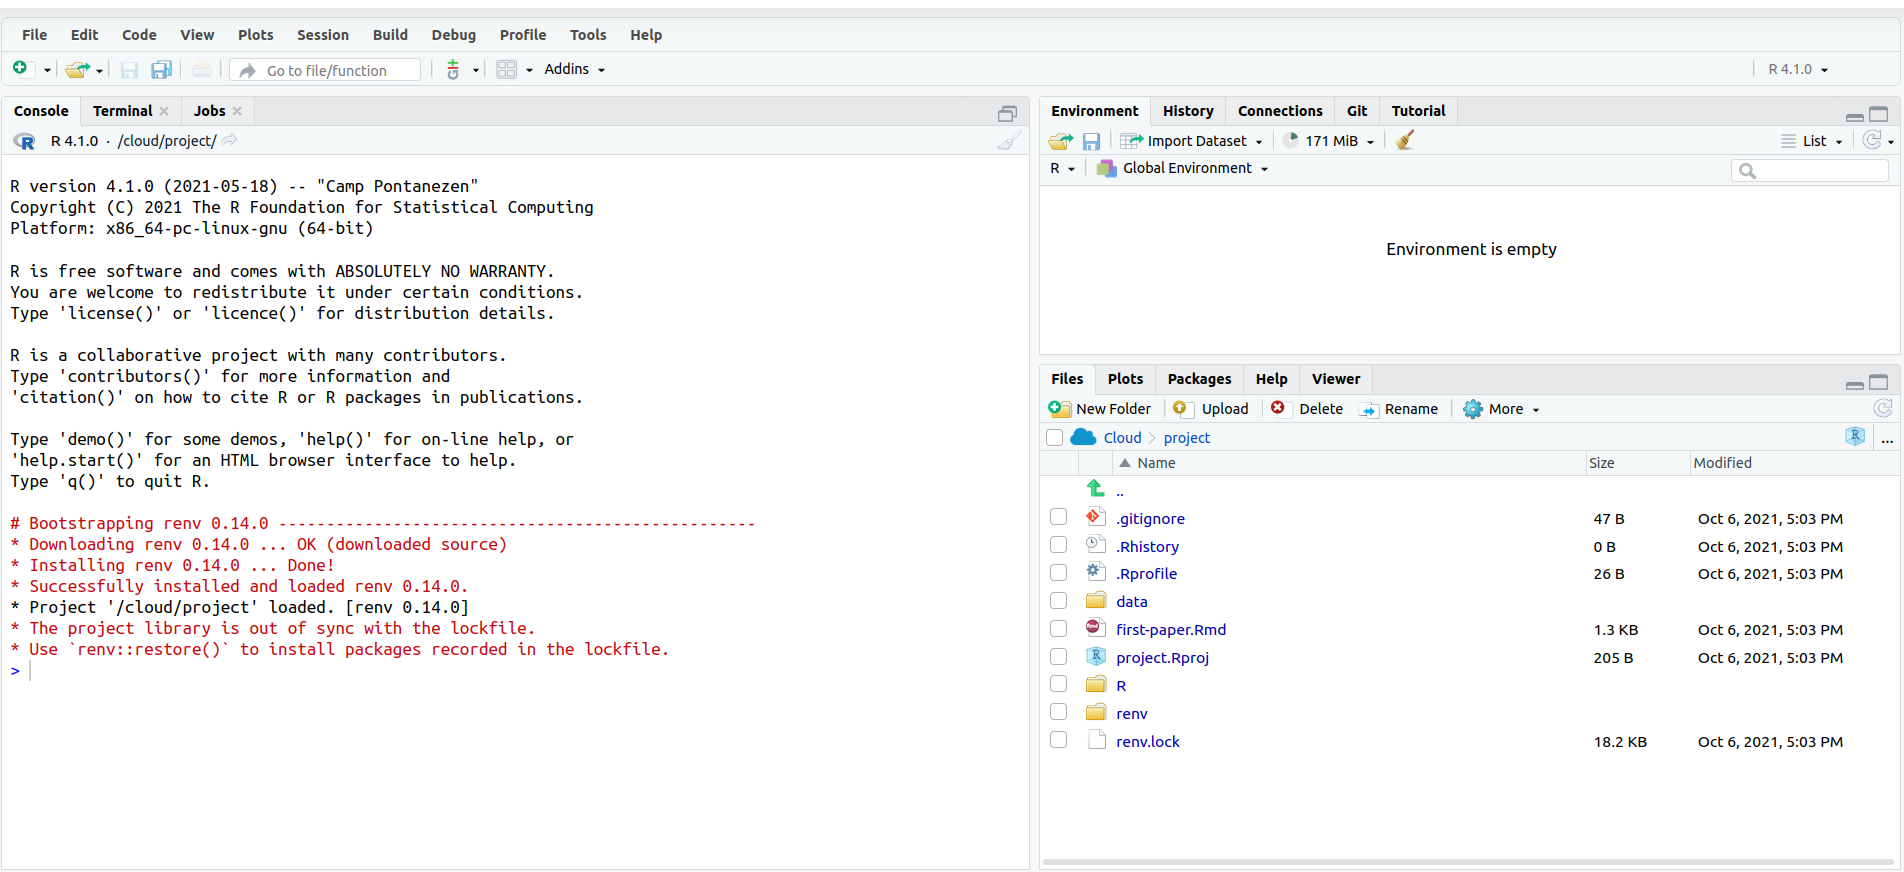 File Edit Code View Plots Session Build Debug Profile Tools Help
Go to file/function Addins R 4.1.0
Console Terminal Jobs
R 4.1.0 · /cloud/project/
R version 4.1.0 (2021-05-18) -- "Camp Pontanezen"
Copyright (C) 2021 The R Foundation for Statistical Computing
Platform: x86_64-pc-linux-gnu (64-bit)
R is free software and comes with ABSOLUTELY NO WARRANTY.
You are welcome to redistribute it under certain conditions.
Type 'license()' or 'licence()' for distribution details.
R is a collaborative project with many contributors.
Type 'contributors()' for more information and
'citation()' on how to cite R or R packages in publications.
Type 'demo()' for some demos, 'help()' for on-line help, or
'help.start()' for an HTML browser interface to help.
Type 'q()' to quit R.
# Bootstrapping renv 0.14.0 --------------------------------------------------
* Downloading renv 0.14.0 ... OK (downloaded source)
* Installing renv 0.14.0 ... Done!
* Successfully installed and loaded renv 0.14.0.
* Project '/cloud/project' loaded. [renv 0.14.0]
* The project library is out of sync with the lockfile.
* Use `renv::restore()` to install packages recorded in the lockfile.
>
Environment History Connections Git Tutorial
Import Dataset 171 MiB List
R Global Environment
Environment is empty
Files Plots Packages Help Viewer
New Folder Upload Delete Rename More
Cloud project ...
Name Size Modified
..
.gitignore 47 B Oct 6, 2021, 5:03 PM
.Rhistory 0 B Oct 6, 2021, 5:03 PM
.Rprofile 26 B Oct 6, 2021, 5:03 PM
data
first-paper.Rmd 1.3 KB Oct 6, 2021, 5:03 PM
project.Rproj 205 B Oct 6, 2021, 5:03 PM
R
renv
renv.lock 18.2 KB Oct 6, 2021, 5:03 PM